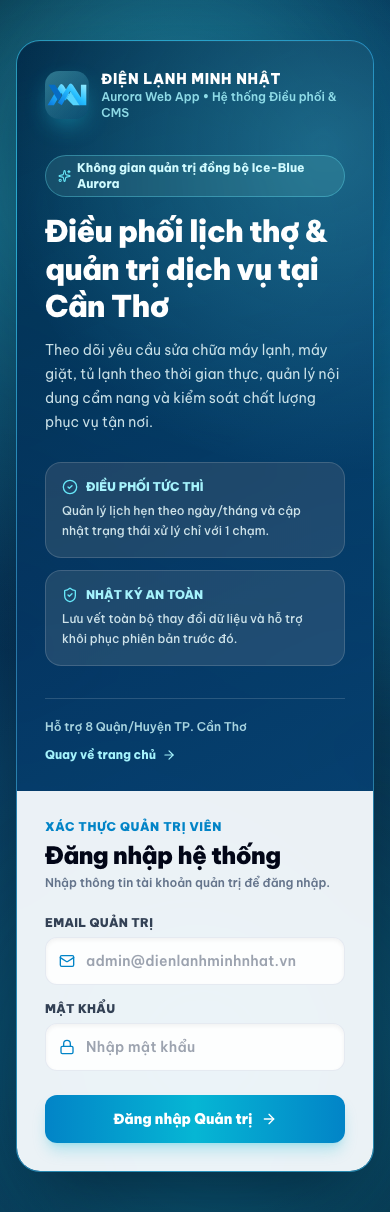 ĐIỆN LẠNH MINH NHẬT
Aurora Web App • Hệ thống Điều phối &
CMS
Không gian quản trị đồng bộ Ice-Blue
Aurora
Điều phối lịch thợ &
quản trị dịch vụ tại
Cần Thơ
Theo dõi yêu cầu sửa chữa máy lạnh, máy
giặt, tủ lạnh theo thời gian thực, quản lý nội
dung cẩm nang và kiểm soát chất lượng
phục vụ tận nơi.
ĐIỀU PHỐI TỨC THÌ
Quản lý lịch hẹn theo ngày/tháng và cập
nhật trạng thái xử lý chỉ với 1 chạm.
NHẬT KÝ AN TOÀN
Lưu vết toàn bộ thay đổi dữ liệu và hỗ trợ
khôi phục phiên bản trước đó.
Hỗ trợ 8 Quận/Huyện TP. Cần Thơ
Quay về trang chủ →
XÁC THỰC QUẢN TRỊ VIÊN
Đăng nhập hệ thống
Nhập thông tin tài khoản quản trị để đăng nhập.
EMAIL QUẢN TRỊ
admin@dienlanhminhnhat.vn
MẬT KHẨU
Nhập mật khẩu
Đăng nhập Quản trị →